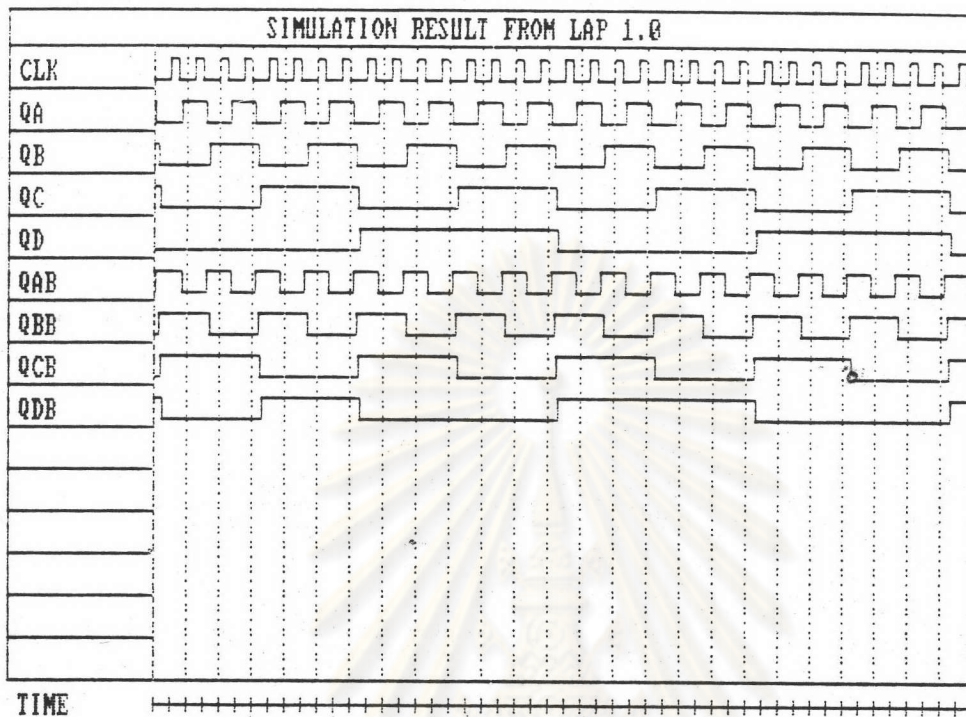 SIMULATION RESULT FROM LAP 1.0
CLK
QA
QB
QC
QD
QAB
QBB
QCB
QDB
TIME